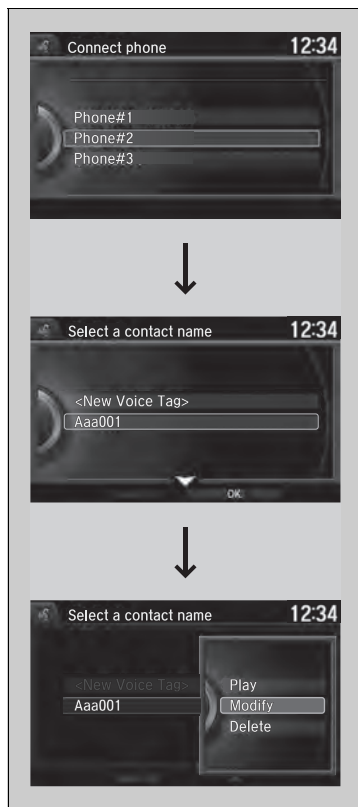 Connect phone 12:34
Phone#1
Phone#2
Phone#3
Select a contact name 12:34
<New Voice Tag>
Aaa001
OK
Select a contact name 12:34
<New Voice Tag>
Aaa001
Play
Modify
Delete